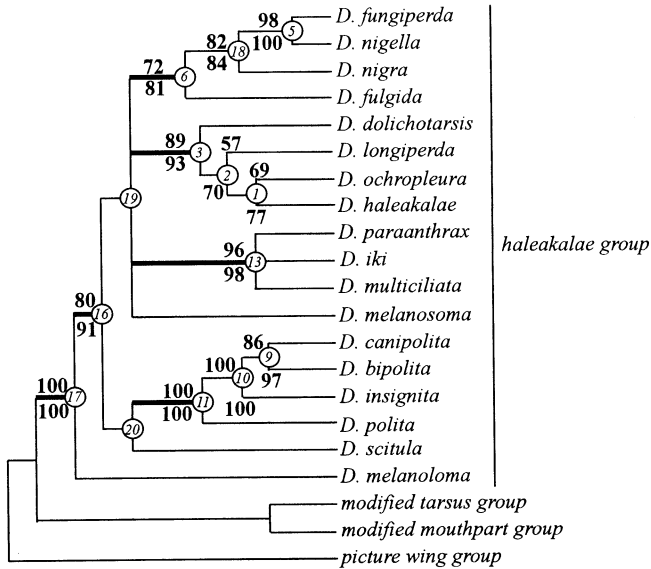 98 D. fungiperda
5
82 100 D. nigella
18
72 84 D. nigra
6
81 D. fulgida
89 D. dolichotarsis
3 57 D. longiperda
93 2 69 D. ochropleura
70 1
77 D. haleakalae
19
96 D. paraanthrax
13 D. iki
98 D. multiciliata
haleakalae group
80 D. melanosoma
16
91 86 D. canipolita
9
100 97 D. bipolita
10
100 100 D. insignita
100 17 100 11 D. polita
100
20 D. scitula
D. melanoloma
modified tarsus group
modified mouthpart group
picture wing group